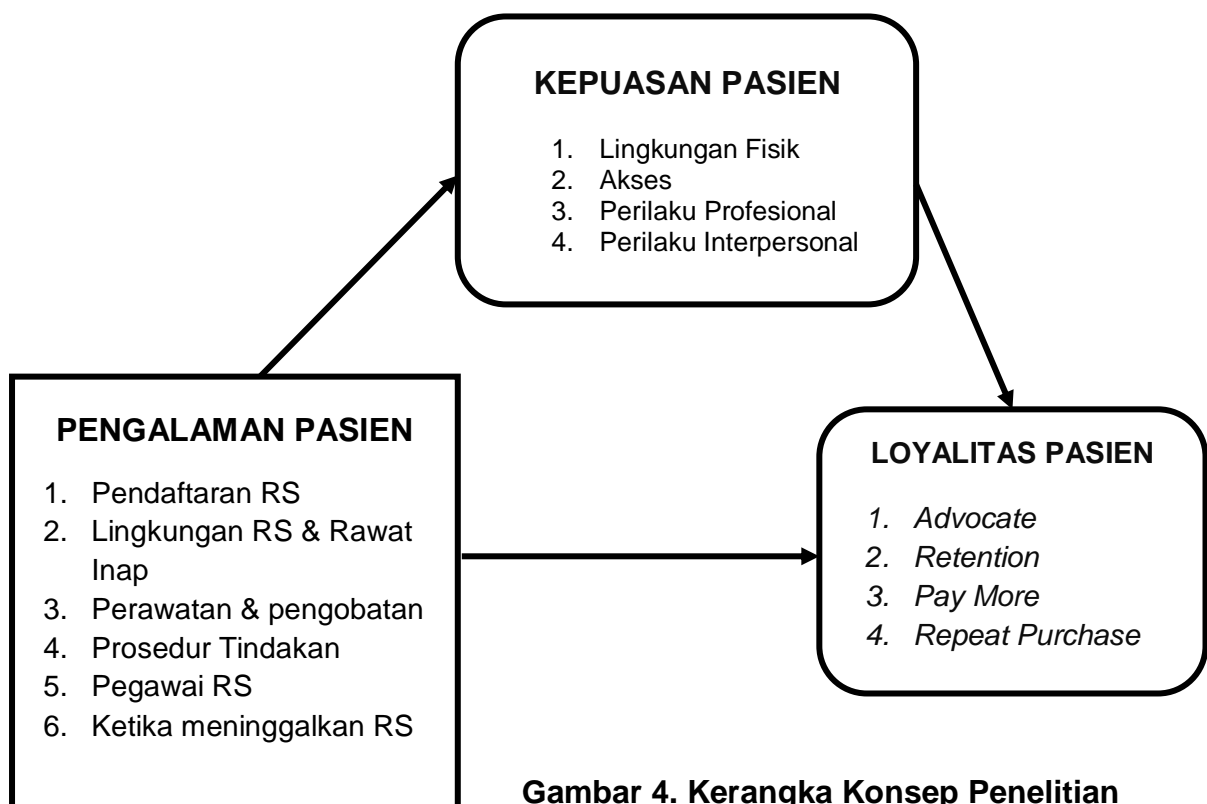 KEPUASAN PASIEN
1. Lingkungan Fisik
2. Akses
3. Perilaku Profesional
4. Perilaku Interpersonal
PENGALAMAN PASIEN
1. Pendaftaran RS
2. Lingkungan RS & Rawat
Inap
3. Perawatan & pengobatan
4. Prosedur Tindakan
5. Pegawai RS
6. Ketika meninggalkan RS
LOYALITAS PASIEN
1. Advocate
2. Retention
3. Pay More
4. Repeat Purchase
Gambar 4. Kerangka Konsep Penelitian